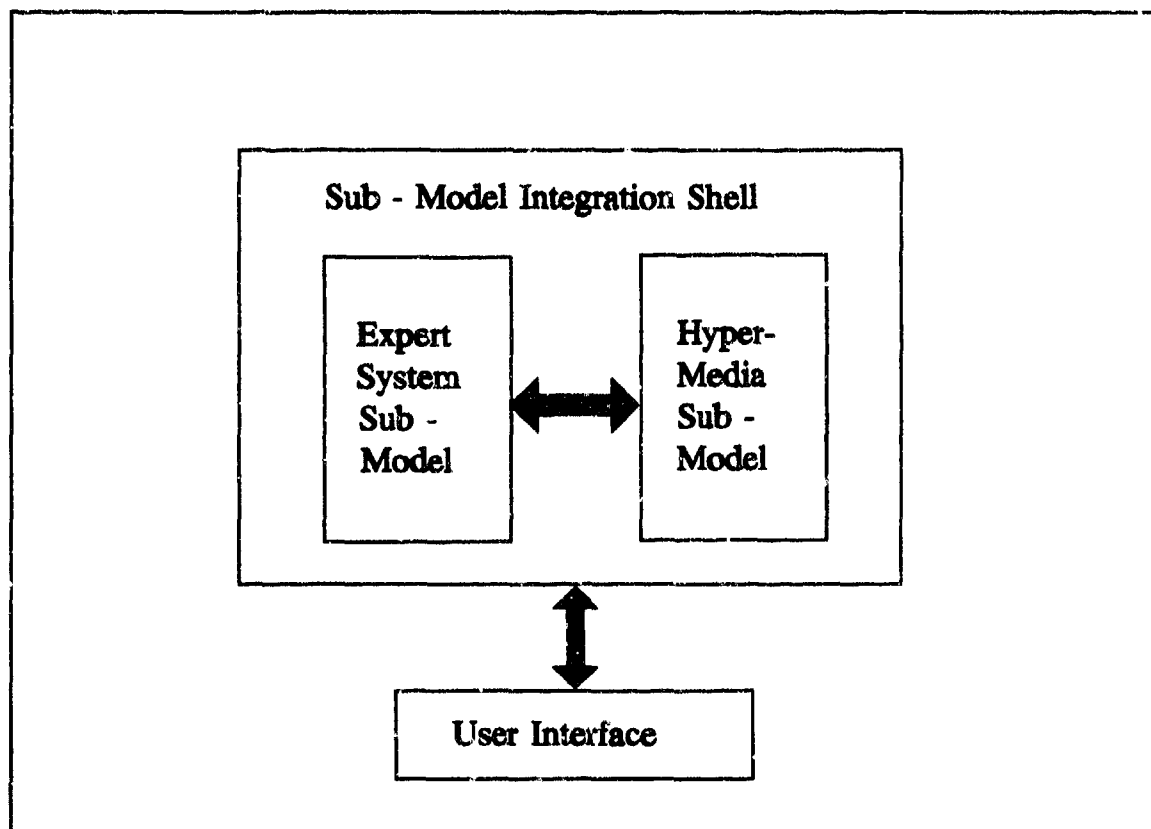 Sub - Model Integration Shell
Expert
System
Sub -
Model
Hyper-
Media
Sub -
Model
User Interface